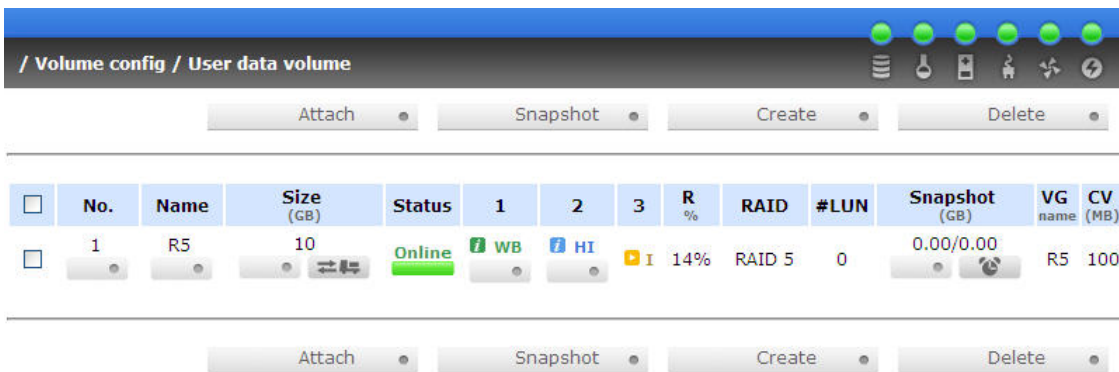 / Volume config / User data volume
Attach Snapshot Create Delete
No. Name Size (GB) Status 1 2 3 R % RAID #LUN Snapshot (GB) VG name CV (MB)
1 R5 10 Online WB HI I 14% RAID 5 0 0.00/0.00 R5 100
Attach Snapshot Create Delete